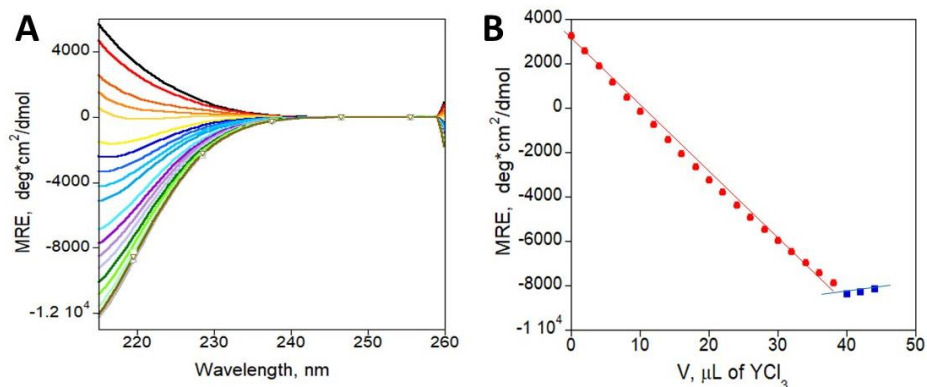 A
4000
0
-4000
-8000
-1.2 10⁴
MRE, deg*cm²/dmol
220 230 240 250 260
Wavelength, nm
B
4000
2000
0
-2000
-4000
-6000
-8000
-1 10⁴
MRE, deg*cm²/dmol
0 10 20 30 40 50
V, µL of YCl₃